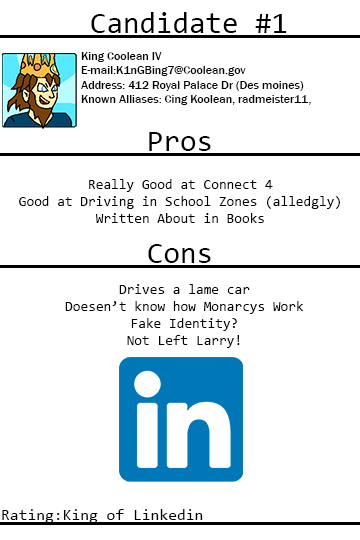 Candidate #1
King Coolean IV
E-mail:K1nGBing7@Coolean.gov
Address: 412 Royal Palace Dr (Des moines)
Known Alliases: Cing Koolean, radmeister11,
Pros
Really Good at Connect 4
Good at Driving in School Zones (alledgly)
Written About in Books
Cons
Drives a lame car
Doesen’t know how Monarcys Work
Fake Identity?
Not Left Larry!
in
Rating:King of Linkedin